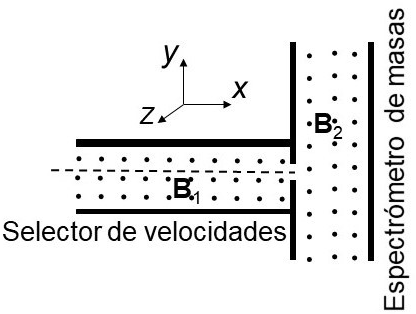 y
x
z
B₂
B₁
Selector de velocidades
Espectrómetro de masas